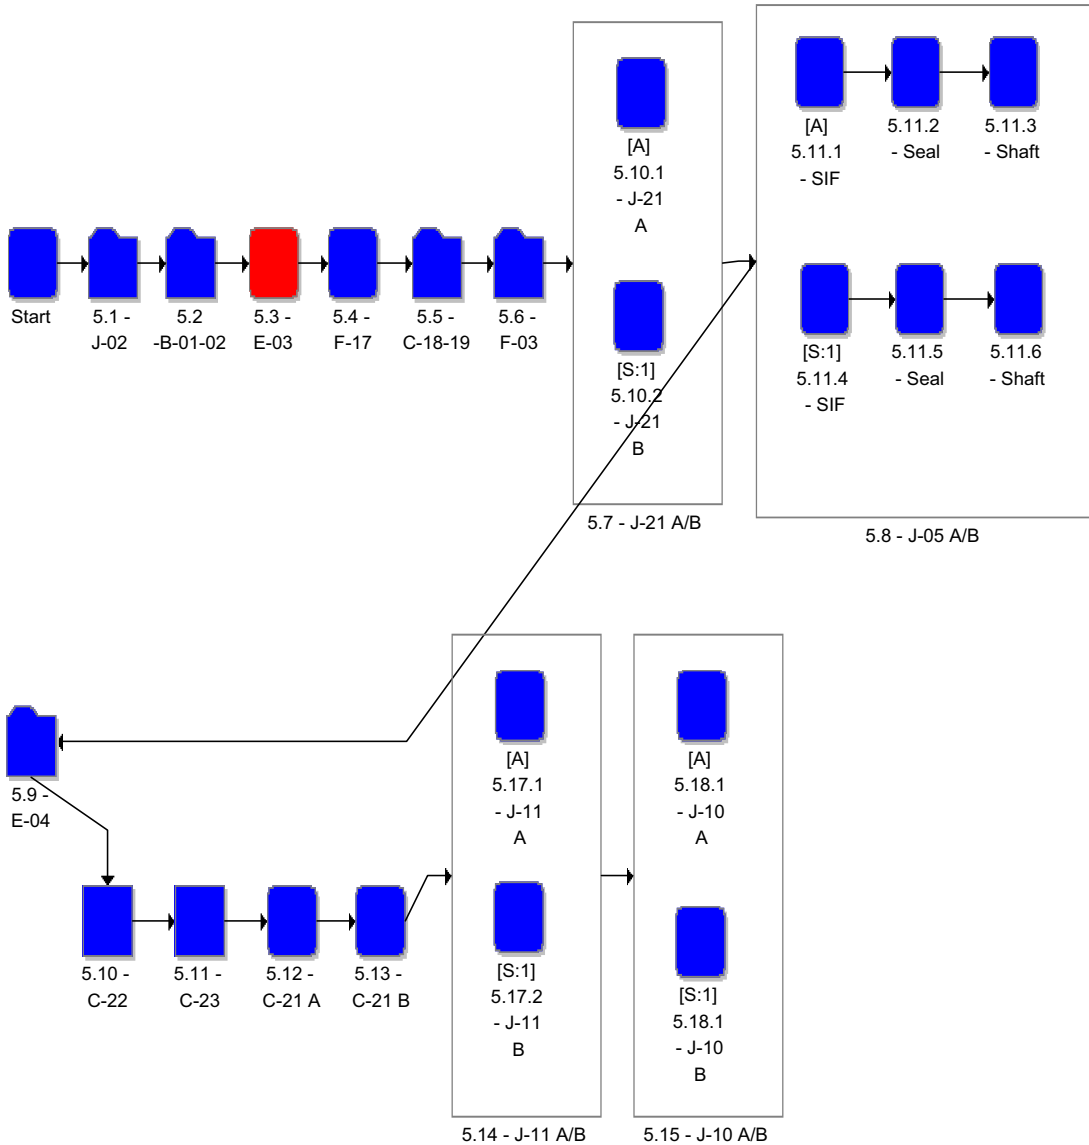 [A]
5.11.1
- SIF
5.11.2
- Seal
5.11.3
- Shaft
[A]
5.10.1
- J-21
A
Start
5.1 -
J-02
5.2
-B-01-02
5.3 -
E-03
5.4 -
F-17
5.5 -
C-18-19
5.6 -
F-03
[S:1]
5.10.2
- J-21
B
[S:1]
5.11.4
- SIF
5.11.5
- Seal
5.11.6
- Shaft
5.7 - J-21 A/B
5.8 - J-05 A/B
5.9 -
E-04
[A]
5.17.1
- J-11
A
[A]
5.18.1
- J-10
A
5.10 -
C-22
5.11 -
C-23
5.12 -
C-21 A
5.13 -
C-21 B
[S:1]
5.17.2
- J-11
B
[S:1]
5.18.1
- J-10
B
5.14 - J-11 A/B
5.15 - J-10 A/B